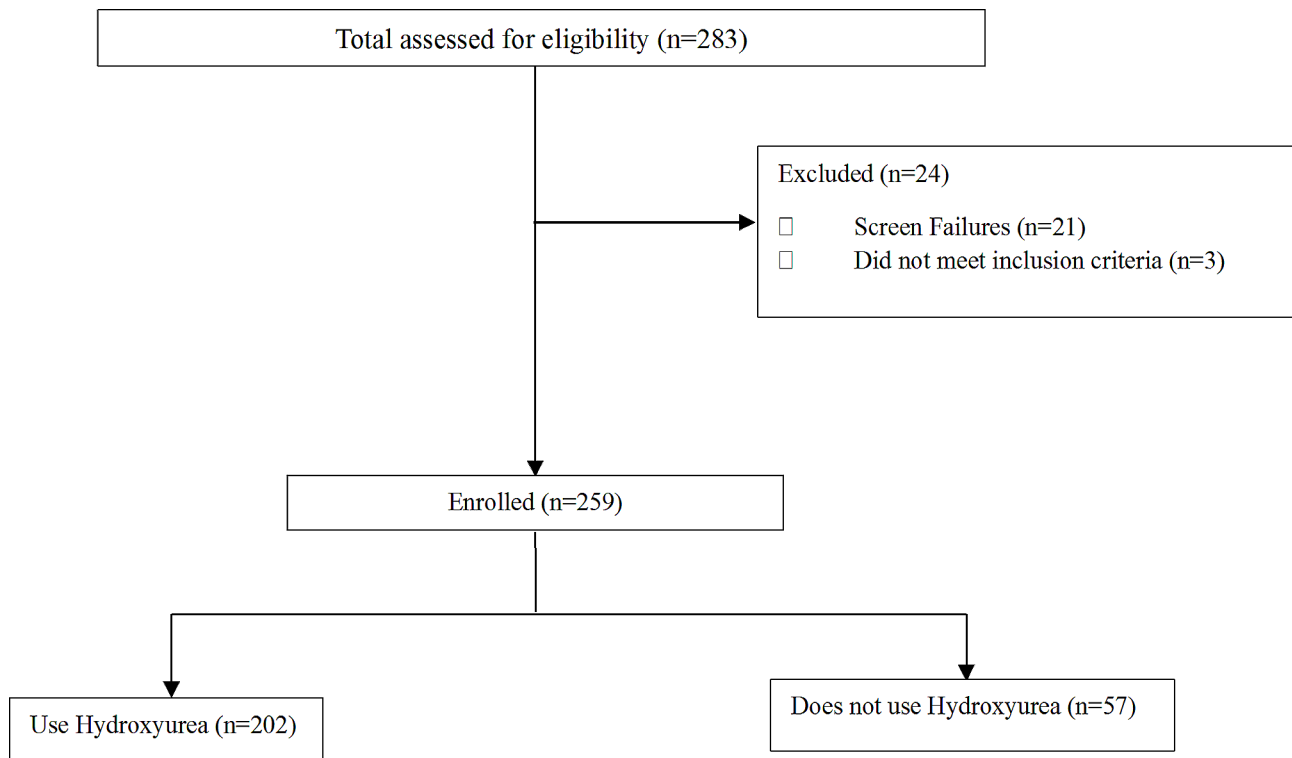 Total assessed for eligibility (n=283)
Excluded (n=24)
Screen Failures (n=21)
Did not meet inclusion criteria (n=3)
Enrolled (n=259)
Use Hydroxyurea (n=202)
Does not use Hydroxyurea (n=57)